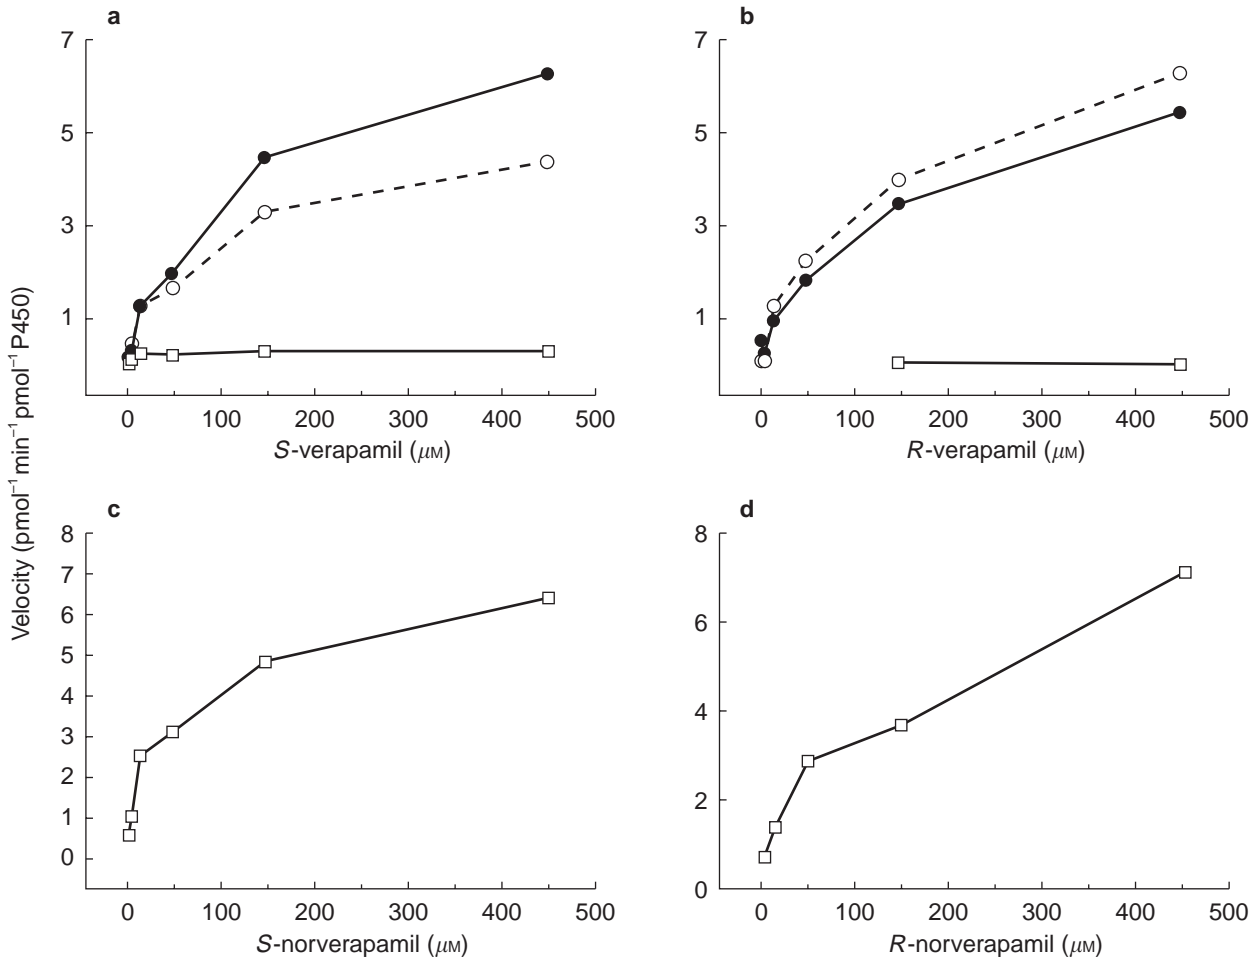 a
7
5
3
1
0 100 200 300 400 500
S-verapamil (μM)
b
7
5
3
1
0 100 200 300 400 500
R-verapamil (μM)
Velocity (pmol⁻¹ min⁻¹ pmol⁻¹ P450)
c
8
7
6
5
4
3
2
1
0
0 100 200 300 400 500
S-norverapamil (μM)
d
8
6
4
2
0
0 100 200 300 400 500
R-norverapamil (μM)